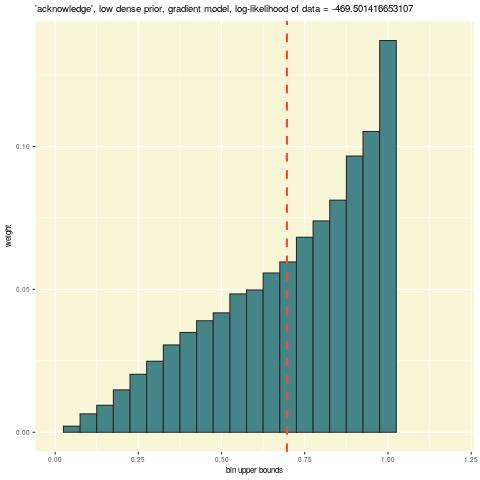 'acknowledge', low dense prior, gradient model, log-likelihood of data = -469.501416653107
0.10
0.05
0.00
weight
0.00 0.25 0.50 0.75 1.00 1.25
bin upper bounds